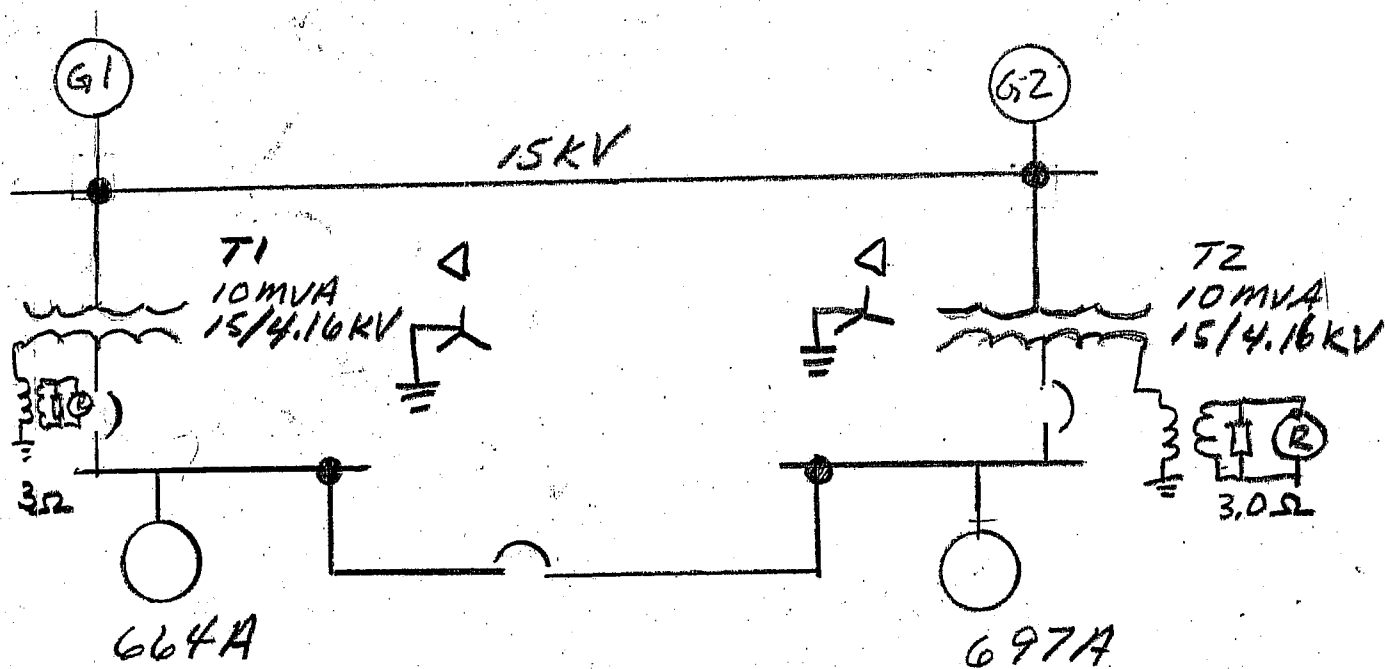 G1
G2
15KV
T1
10MVA
15/4.16KV
T2
10MVA
15/4.16KV
R
3Ω
R
3.0Ω
664A
697A